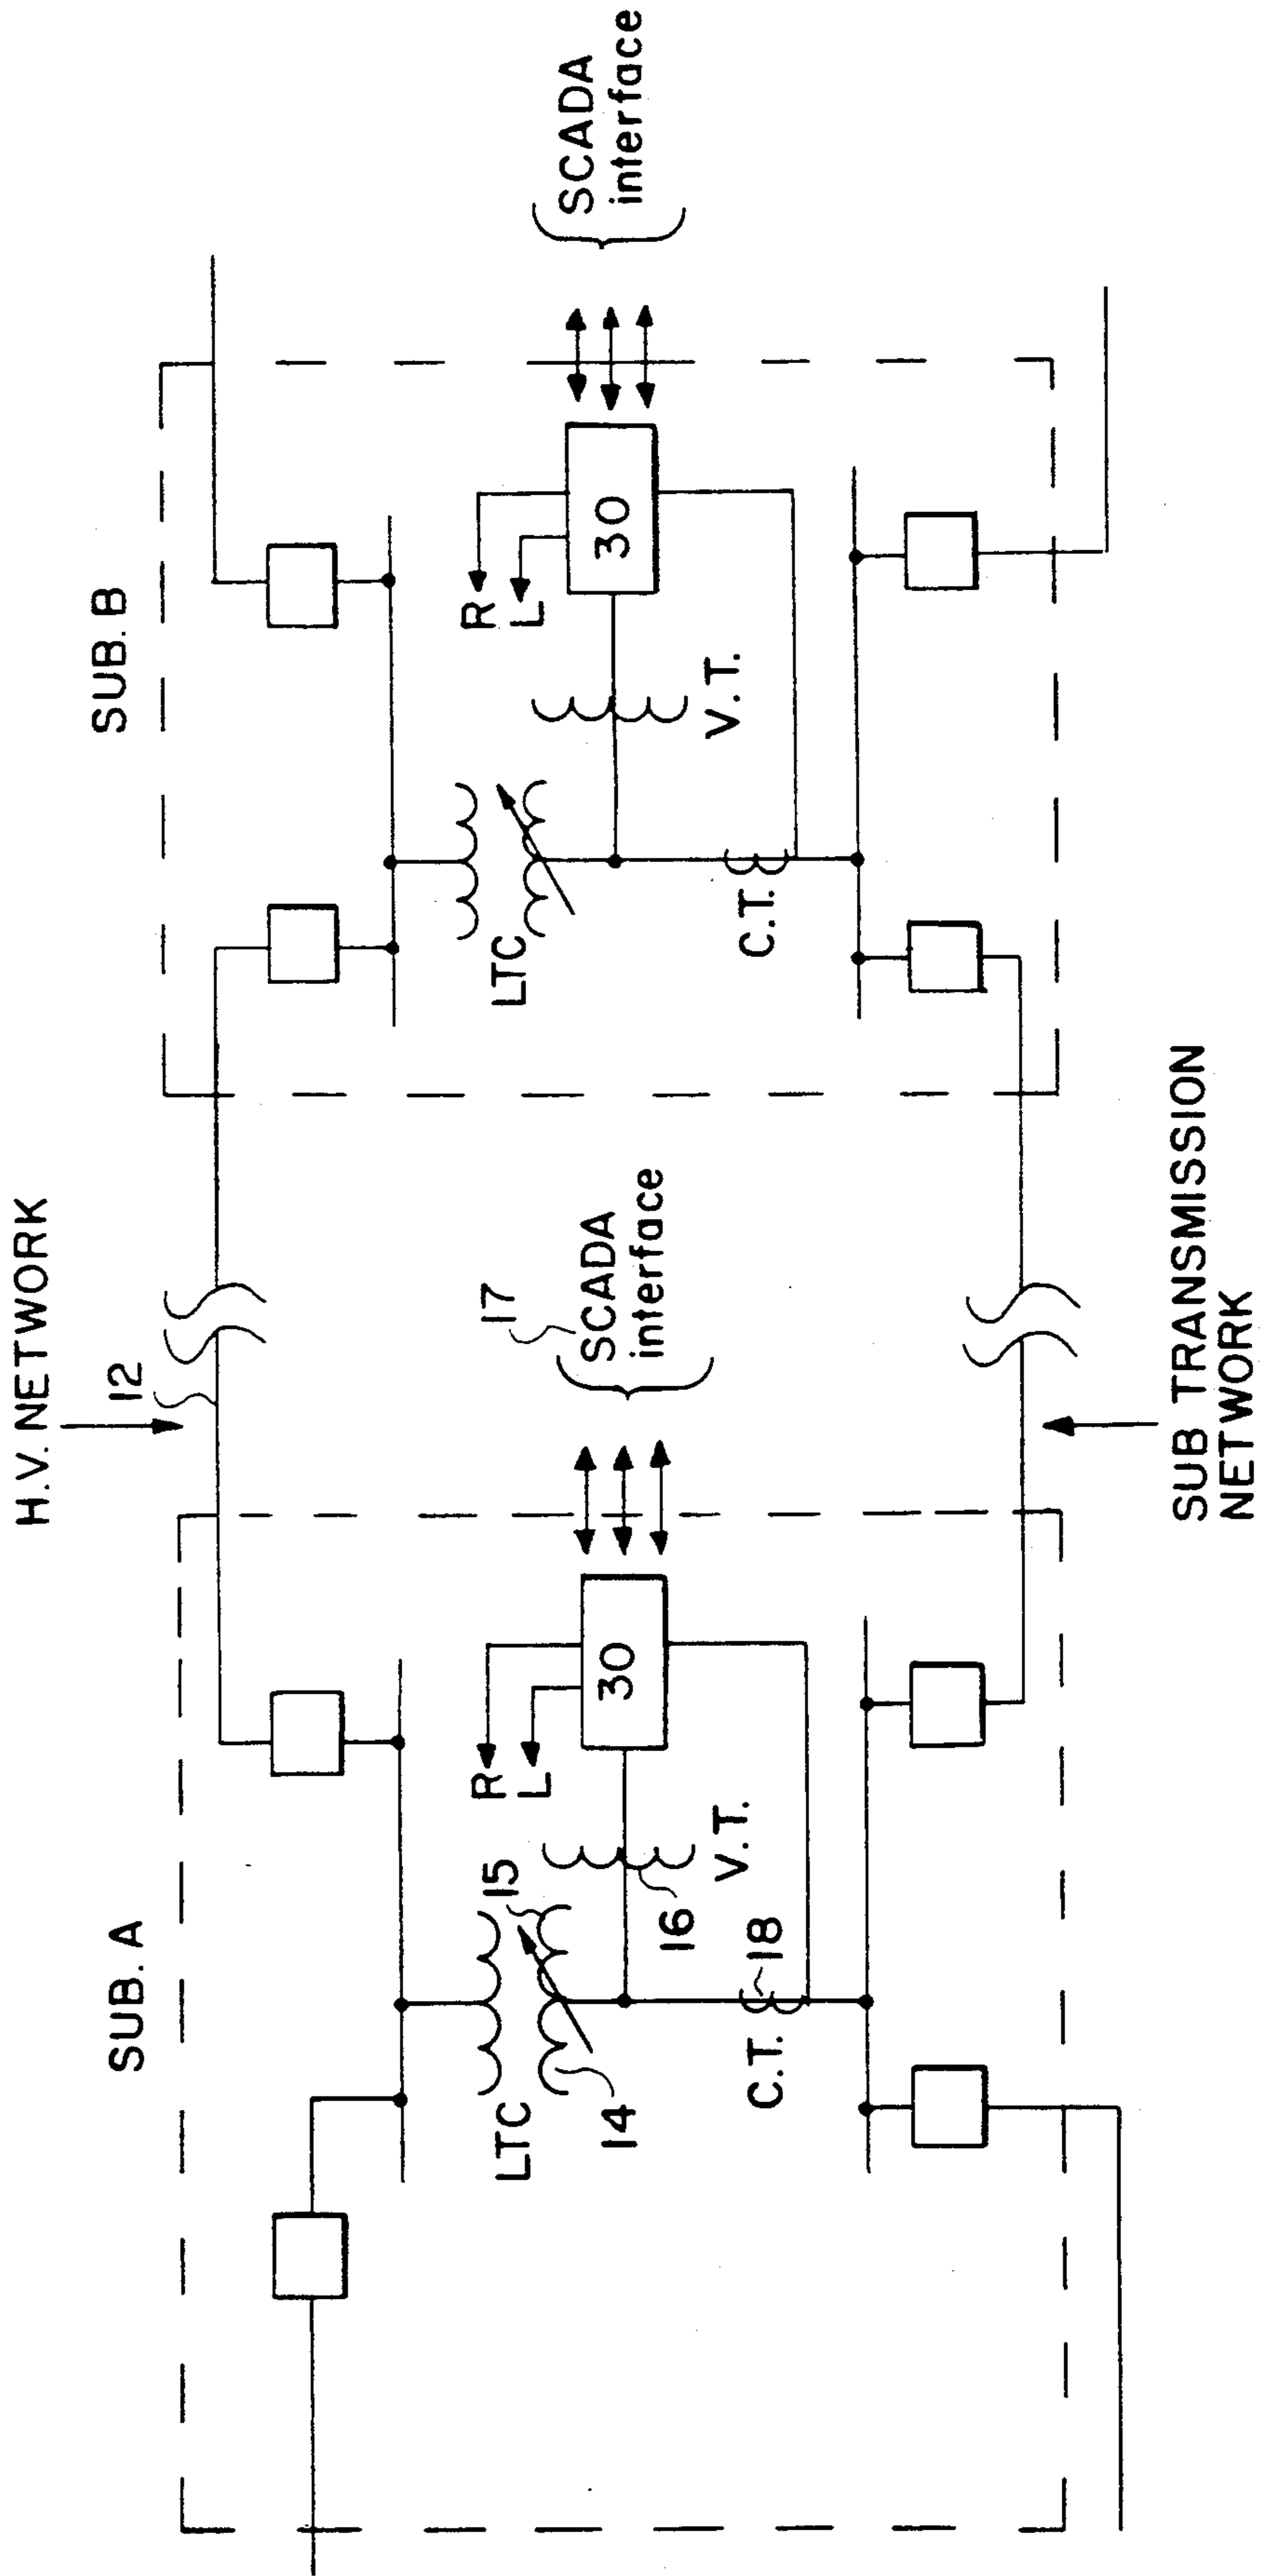 H.V. NETWORK
12
SUB. A
SUB. B
LTC
14
15
R
L
30
16
V.T.
C.T.
18
17
SCADA
interface
LTC
R
L
30
V.T.
C.T.
SCADA
interface
SUB TRANSMISSION
NETWORK